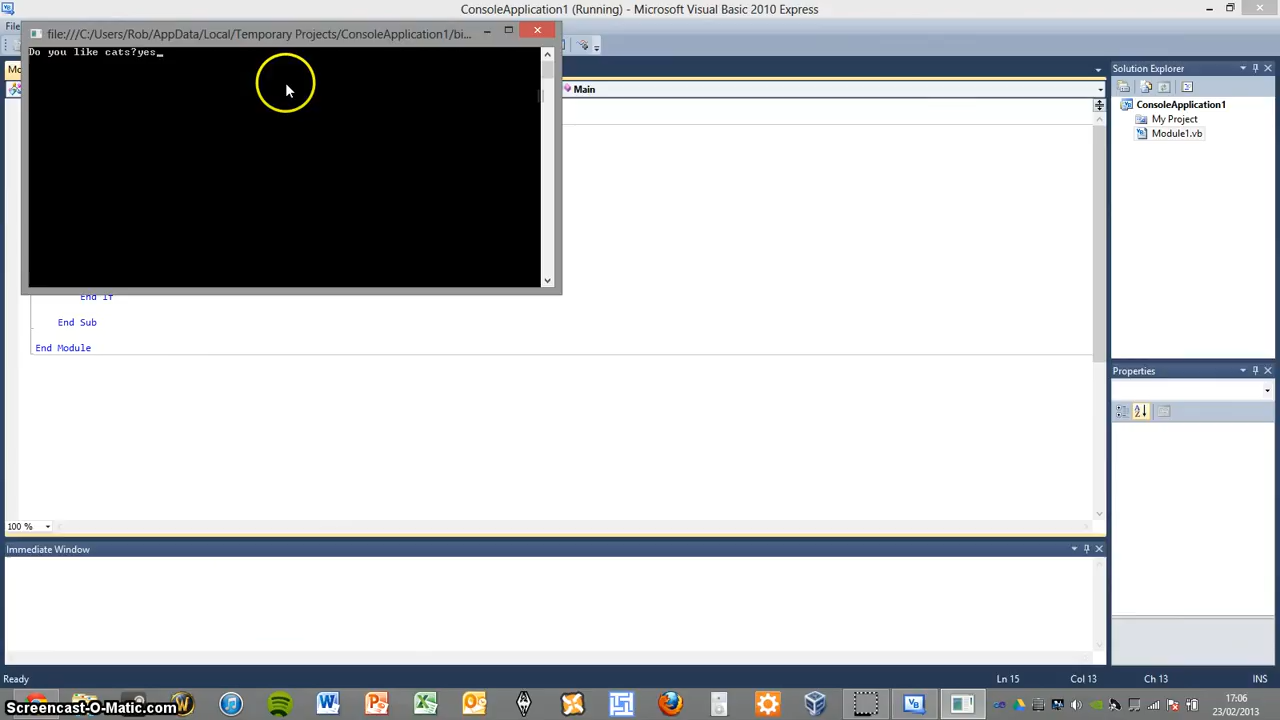 ConsoleApplication1 (Running) - Microsoft Visual Basic 2010 Express
file:///C:/Users/Rob/AppData/Local/Temporary Projects/ConsoleApplication1/bi...
Do you like cats?yes_
Main
End If
End Sub
End Module
100 %
Immediate Window
Solution Explorer
ConsoleApplication1
My Project
Module1.vb
Properties
Ready
Ln 15
Col 13
Ch 13
INS
Screencast-O-Matic.com
17:06
23/02/2013